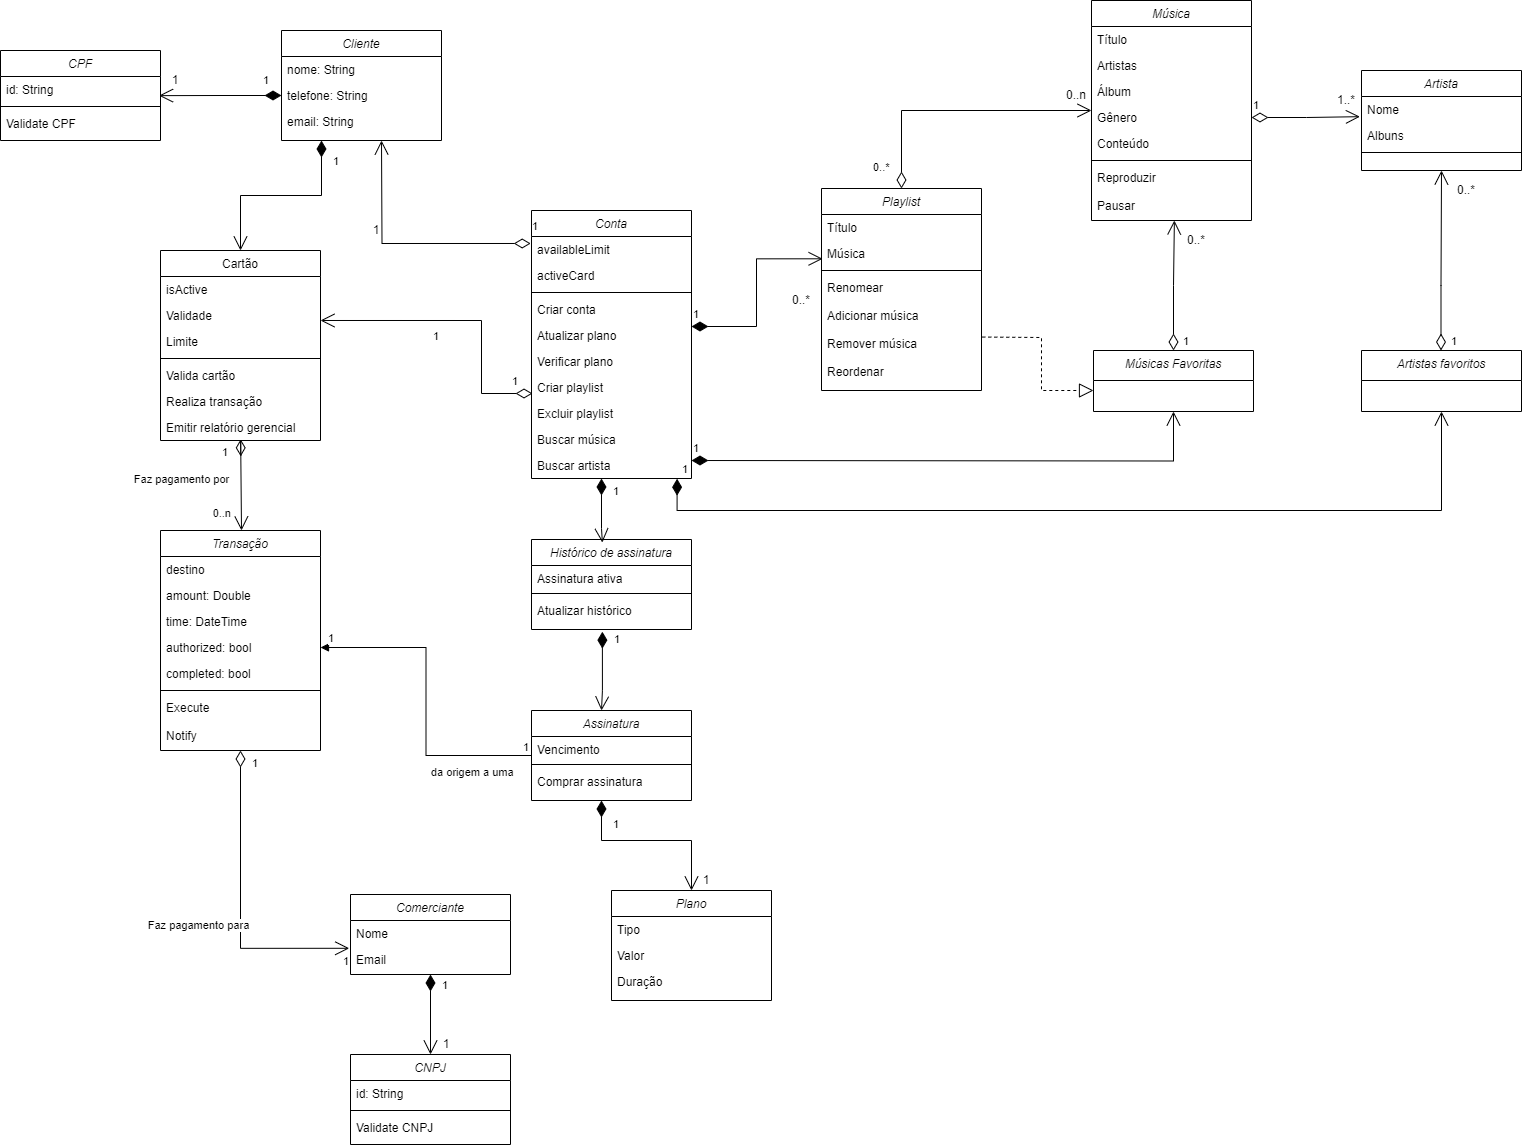 CPF
id: String
Validate CPF
1
1
Cliente
nome: String
telefone: String
email: String
1
1
Cartão
isActive
Validade
Limite
Valida cartão
Realiza transação
Emitir relatório gerencial
1
Faz pagamento por
0..n
1
1
1
Conta
availableLimit
activeCard
Criar conta
Atualizar plano
Verificar plano
Criar playlist
Excluir playlist
Buscar música
Buscar artista
1
1
1
1
0..*
Playlist
Título
Música
Renomear
Adicionar música
Remover música
Reordenar
0..*
0..n
Música
Título
Artistas
Álbum
Gênero
Conteúdo
Reproduzir
Pausar
1
1..*
Artista
Nome
Albuns
0..*
0..*
1
Músicas Favoritas
1
Artistas favoritos
Transação
destino
amount: Double
time: DateTime
authorized: bool
completed: bool
Execute
Notify
1
1
Histórico de assinatura
Assinatura ativa
Atualizar histórico
1
1
da origem a uma
Assinatura
Vencimento
Comprar assinatura
1
1
Plano
Tipo
Valor
Duração
Faz pagamento para
1
Comerciante
Nome
Email
1
1
CNPJ
id: String
Validate CNPJ